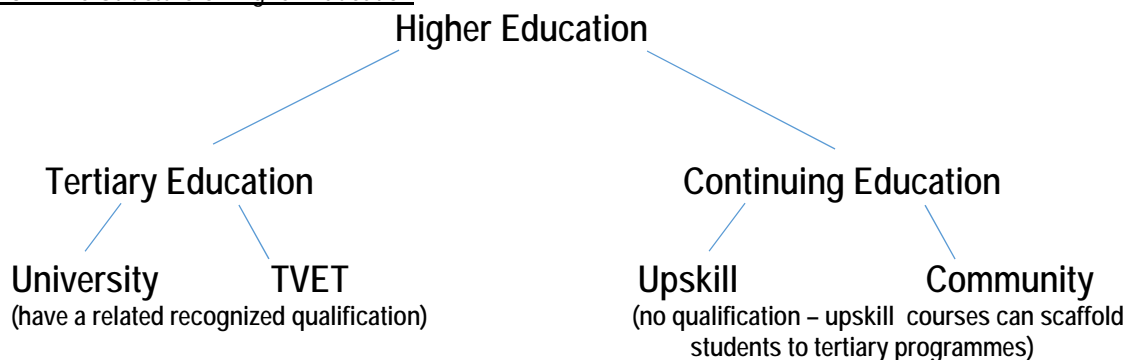 Higher Education
Tertiary Education Continuing Education
University TVET Upskill Community
(have a related recognized qualification) (no qualification – upskill courses can scaffold
students to tertiary programmes)